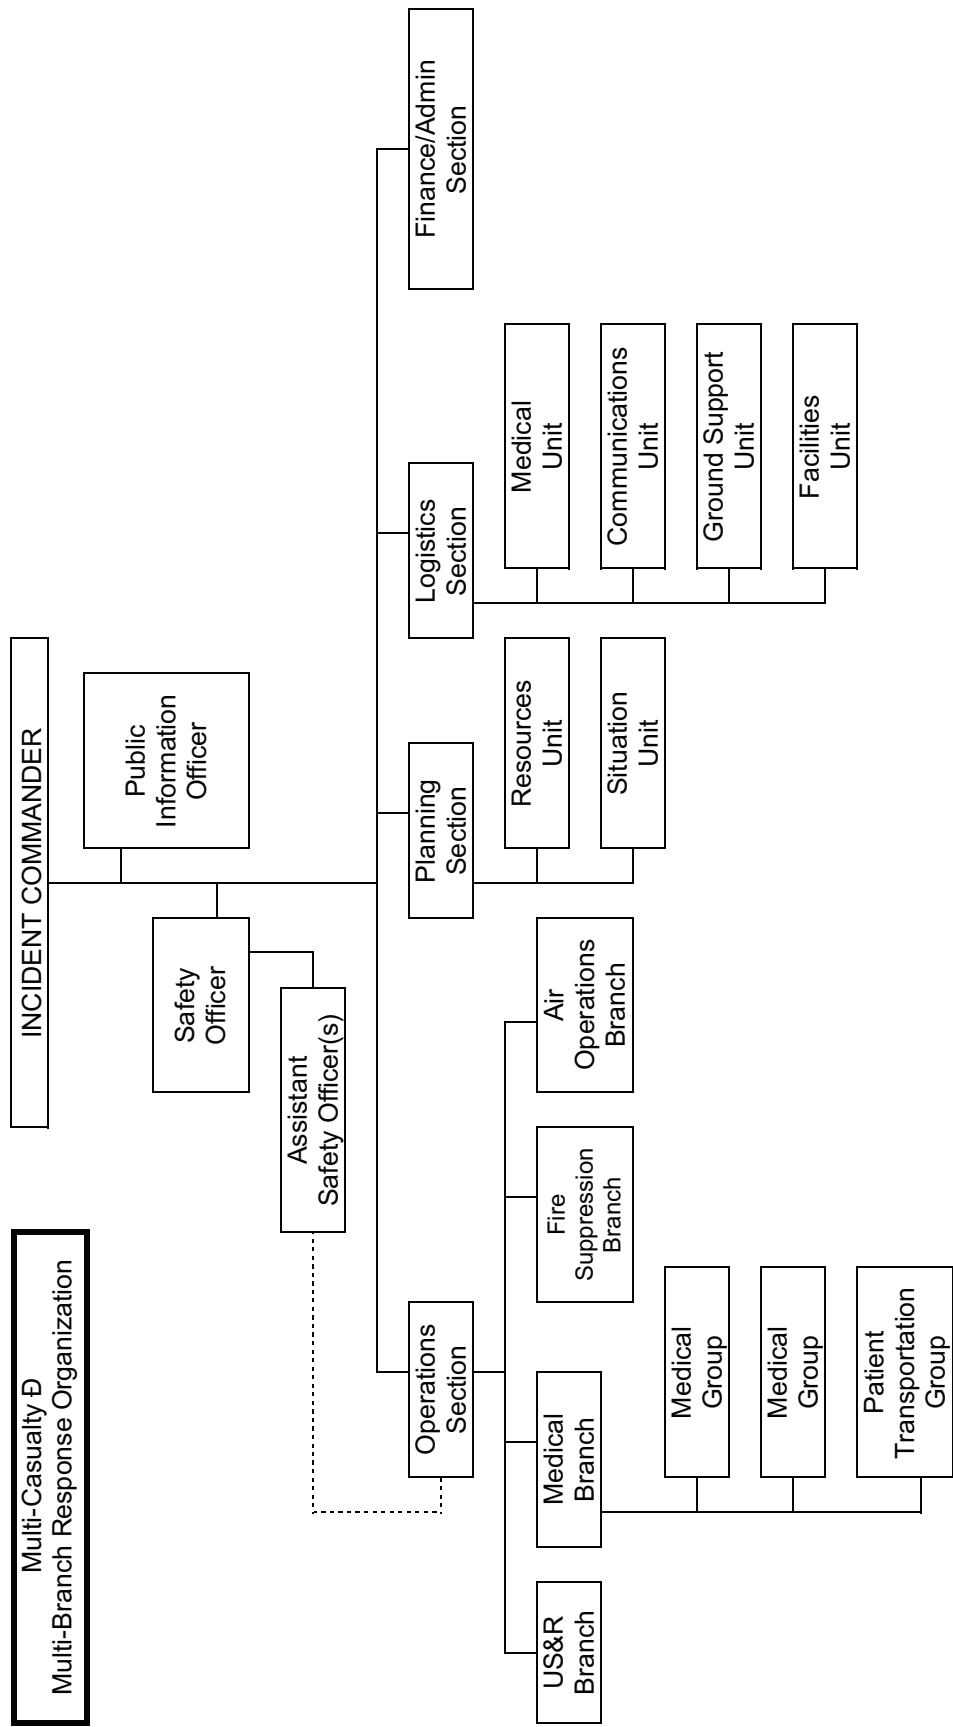 Multi-Casualty Ð
Multi-Branch Response Organization
INCIDENT COMMANDER
Public
Information
Officer
Safety
Officer
Assistant
Safety Officer(s)
Operations
Section
Planning
Section
Logistics
Section
Finance/Admin
Section
US&R
Branch
Medical
Branch
Fire
Suppression
Branch
Air
Operations
Branch
Resources
Unit
Situation
Unit
Medical
Unit
Communications
Unit
Ground Support
Unit
Facilities
Unit
Medical
Group
Medical
Group
Patient
Transportation
Group